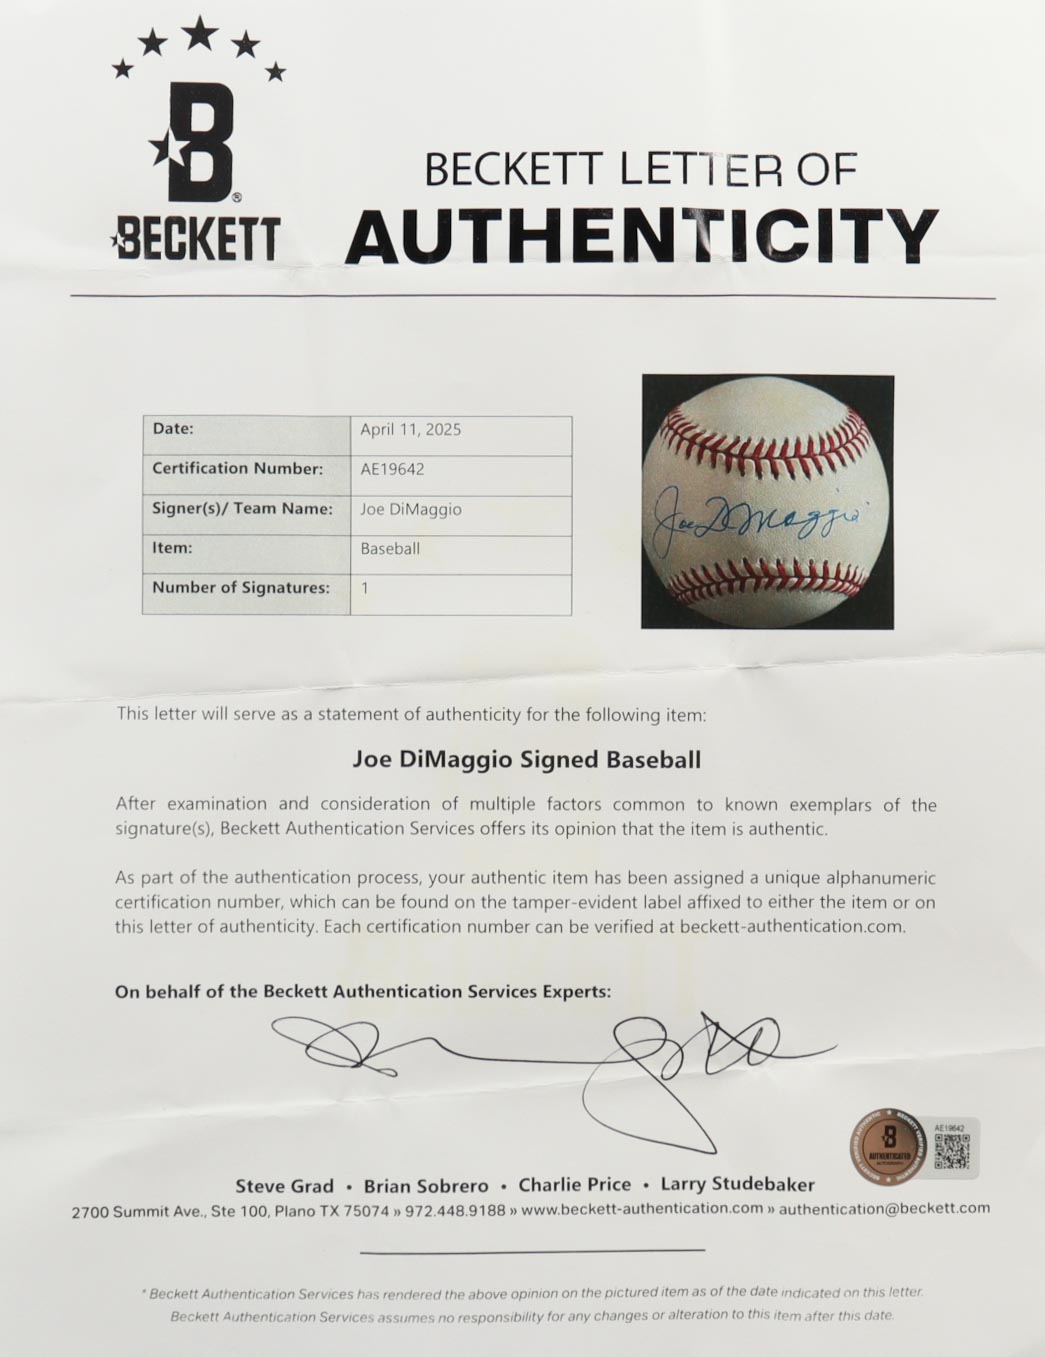 B®
BECKETT
BECKETT LETTER OF
AUTHENTICITY
Date: April 11, 2025
Certification Number: AE19642
Signer(s)/ Team Name: Joe DiMaggio
Item: Baseball
Number of Signatures: 1
Joe DiMaggio
This letter will serve as a statement of authenticity for the following item:
Joe DiMaggio Signed Baseball
After examination and consideration of multiple factors common to known exemplars of the
signature(s), Beckett Authentication Services offers its opinion that the item is authentic.
As part of the authentication process, your authentic item has been assigned a unique alphanumeric
certification number, which can be found on the tamper-evident label affixed to either the item or on
this letter of authenticity. Each certification number can be verified at beckett-authentication.com.
On behalf of the Beckett Authentication Services Experts:
B
AUTHENTICATED
AE19642
Steve Grad • Brian Sobrero • Charlie Price • Larry Studebaker
2700 Summit Ave., Ste 100, Plano TX 75074 » 972.448.9188 » www.beckett-authentication.com » authentication@beckett.com
* Beckett Authentication Services has rendered the above opinion on the pictured item as of the date indicated on this letter.
Beckett Authentication Services assumes no responsibility for any changes or alteration to this item after this date.